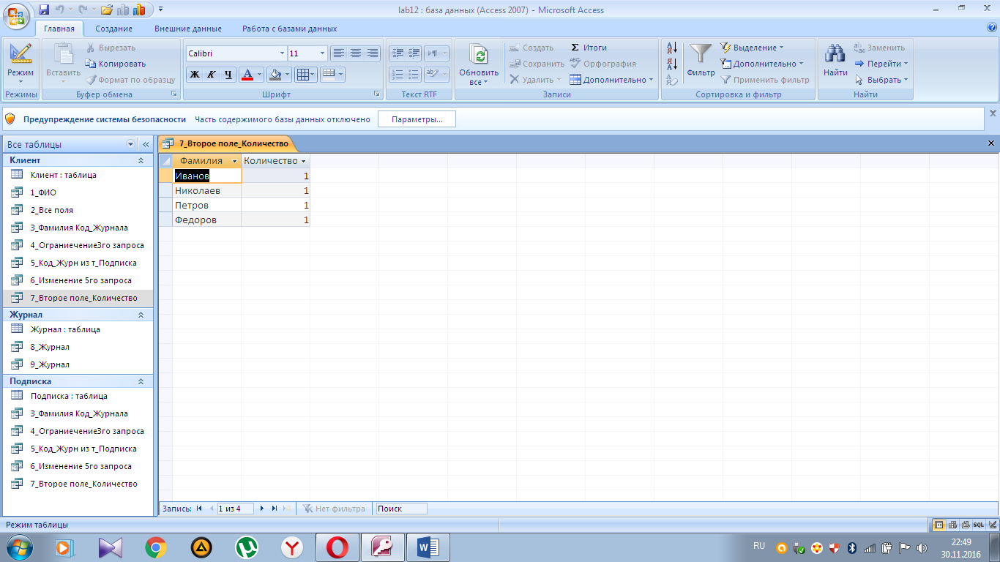 lab12 : база данных (Access 2007) - Microsoft Access
Главная Создание Внешние данные Работа с базами данных
Режим
Режимы
Вставить
Вырезать
Копировать
Формат по образцу
Буфер обмена
Calibri 11
Ж К Ч А
Шрифт
Текст RTF
Обновить все
Создать
Сохранить
Удалить
Итоги
Орфография
Дополнительно
Записи
Фильтр
Выделение
Дополнительно
Применить фильтр
Сортировка и фильтр
Найти
Заменить
Перейти
Выбрать
Найти
Предупреждение системы безопасности Часть содержимого базы данных отключено Параметры...
Все таблицы
Клиент
Клиент : таблица
1_ФИО
2_Все поля
3_Фамилия Код_Журнала
4_Ограниечение3го запроса
5_Код_Журн из т_Подписка
6_Изменение 5го запроса
7_Второе поле_Количество
Журнал
Журнал : таблица
8_Журнал
9_Журнал
Подписка
Подписка : таблица
3_Фамилия Код_Журнала
4_Ограниечение3го запроса
5_Код_Журн из т_Подписка
6_Изменение 5го запроса
7_Второе поле_Количество
7_Второе поле_Количество
Фамилия Количество
Иванов 1
Николаев 1
Петров 1
Федоров 1
Запись: 1 из 4 Нет фильтра Поиск
Режим таблицы SQL
RU
22:49
30.11.2016